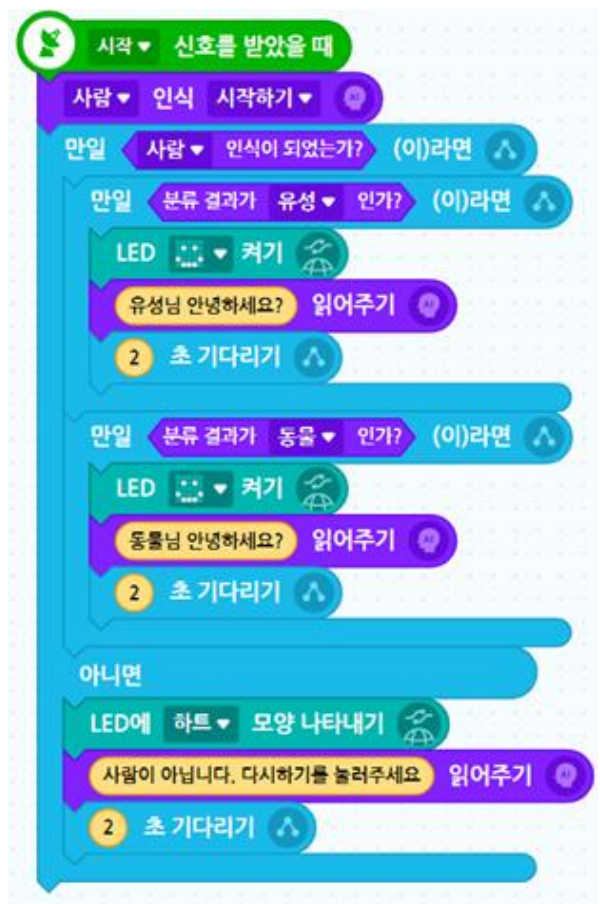 시작 신호를 받았을 때
사람 인식 시작하기
만일 사람 인식이 되었는가? (이)라면
만일 분류 결과가 유성 인가? (이)라면
LED 켜기
유성님 안녕하세요? 읽어주기
2 초 기다리기
만일 분류 결과가 동물 인가? (이)라면
LED 켜기
동물님 안녕하세요? 읽어주기
2 초 기다리기
아니면
LED에 하트 모양 나타내기
사람이 아닙니다. 다시하기를 눌러주세요 읽어주기
2 초 기다리기